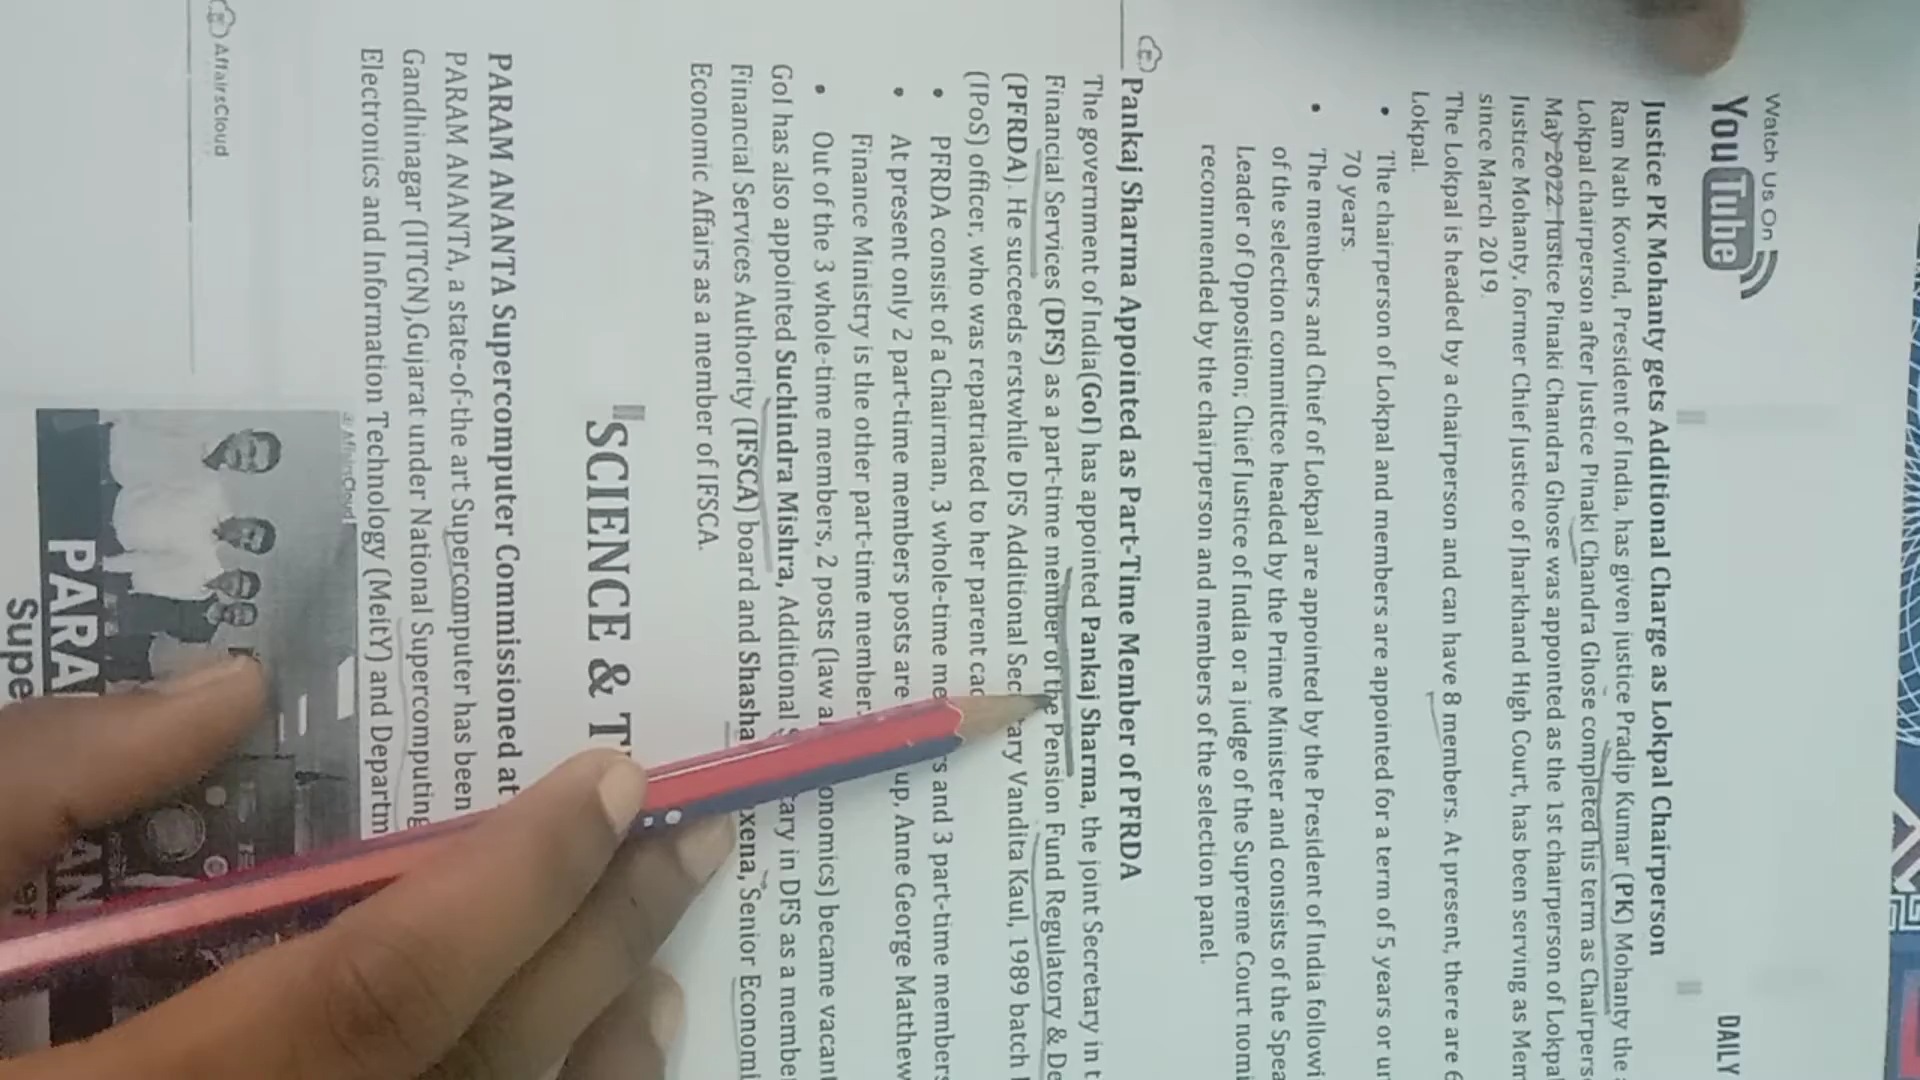 Watch Us On
YouTube
DAILY
Justice PK Mohanty gets Additional Charge as Lokpal Chairperson
Ram Nath Kovind, President of India, has given justice Pradip Kumar (PK) Mohanty the
Lokpal chairperson after Justice Pinaki Chandra Ghose completed his term as Chairpers
May 2022. Justice Pinaki Chandra Ghose was appointed as the 1st chairperson of Lokpal
Justice Mohanty, former Chief Justice of Jharkhand High Court, has been serving as Mem
since March 2019.
The Lokpal is headed by a chairperson and can have 8 members. At present, there are 6
Lokpal.
• The chairperson of Lokpal and members are appointed for a term of 5 years or un
70 years.
• The members and Chief of Lokpal are appointed by the President of India followi
of the selection committee headed by the Prime Minister and consists of the Spea
Leader of Opposition; Chief Justice of India or a judge of the Supreme Court nomi
recommended by the chairperson and members of the selection panel.
Pankaj Sharma Appointed as Part-Time Member of PFRDA
The government of India(GoI) has appointed Pankaj Sharma, the joint Secretary in t
Financial Services (DFS) as a part-time member of the Pension Fund Regulatory & De
(PFRDA). He succeeds erstwhile DFS Additional Sec ary Vandita Kaul, 1989 batch I
(IPoS) officer, who was repatriated to her parent cad
• PFRDA consist of a Chairman, 3 whole-time me rs and 3 part-time members
• At present only 2 part-time members posts are up, Anne George Matthew
Finance Ministry is the other part-time member.
• Out of the 3 whole-time members, 2 posts (law a onomics) became vacant
GoI has also appointed Suchindra Mishra, Additional S tary in DFS as a member
Financial Services Authority (IFSCA) board and Shasha xena, Senior Economi
Economic Affairs as a member of IFSCA.
SCIENCE & T
PARAM ANANTA Supercomputer Commissioned at
PARAM ANANTA, a state-of-the art Supercomputer has been
Gandhinagar (IITGN),Gujarat under National Supercomputing
Electronics and Information Technology (MeitY) and Departm
AffairsCloud
PARA
Supe
AffairsCloud